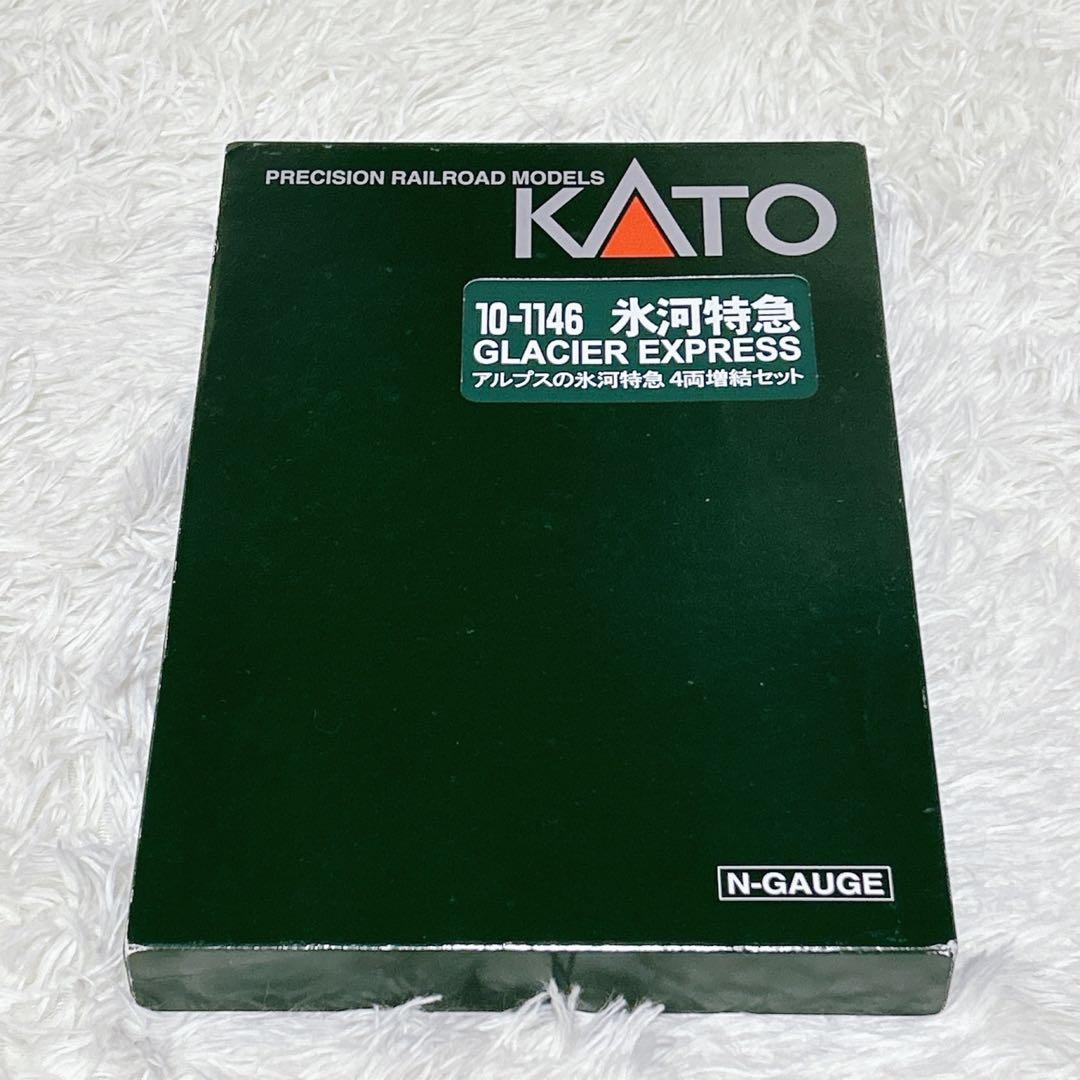 PRECISION RAILROAD MODELS
KATO
10-1146 氷河特急
GLACIER EXPRESS
アルプスの氷河特急 4両増結セット
N-GAUGE